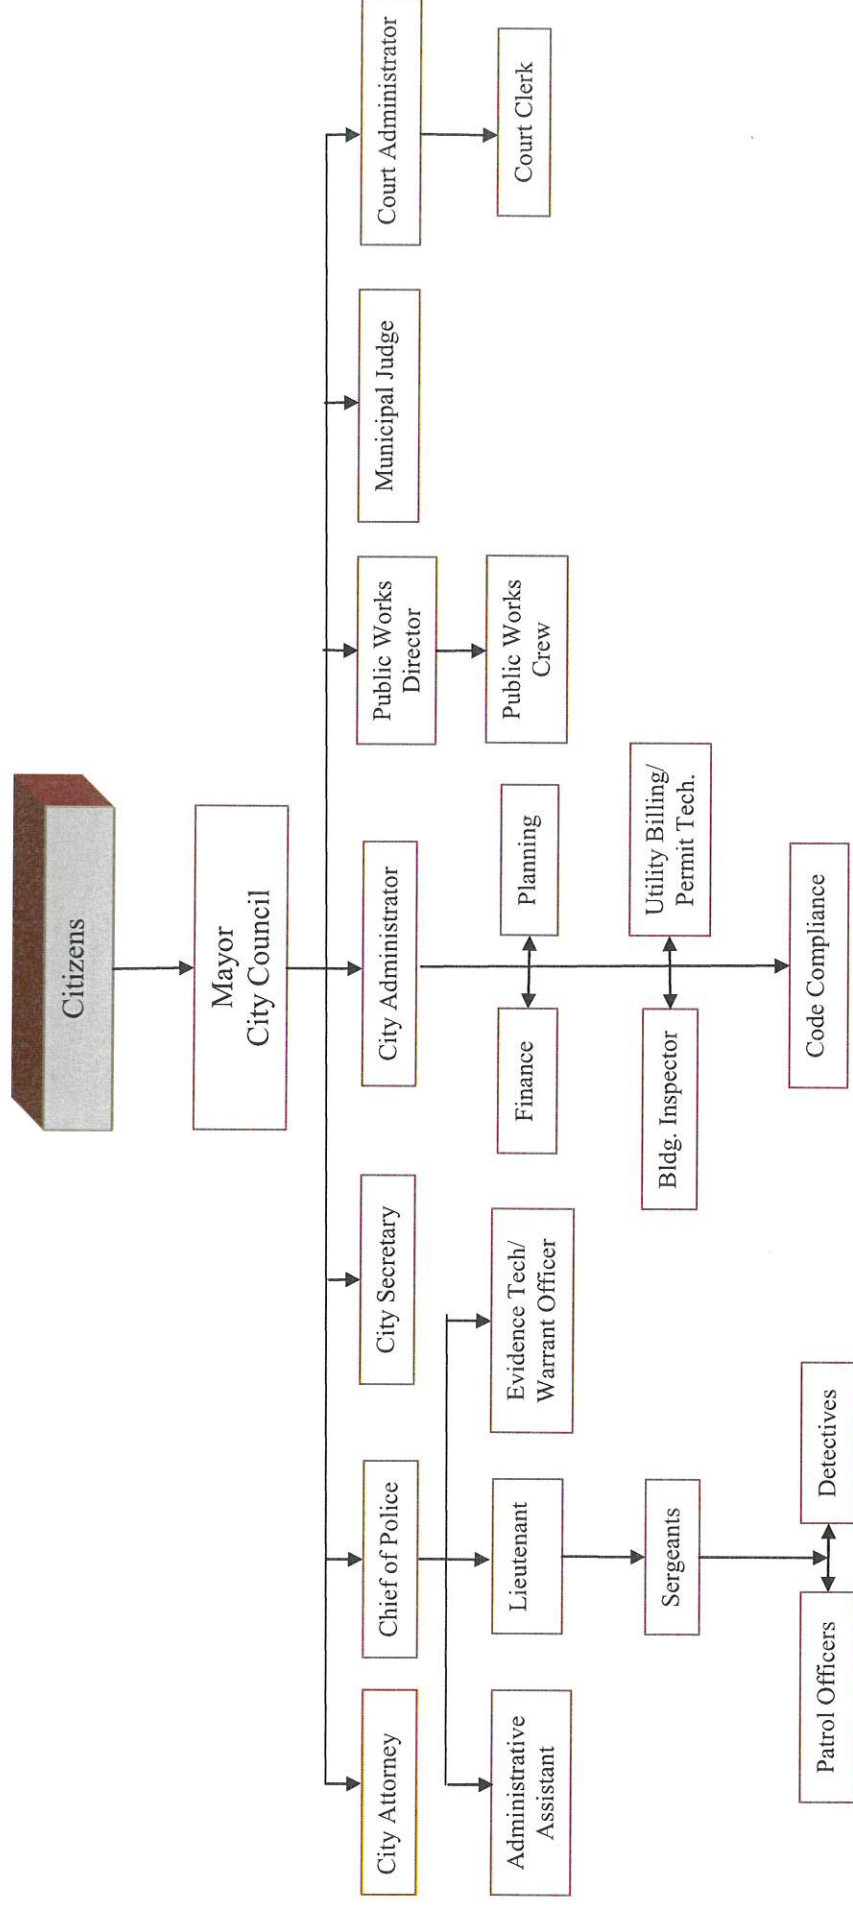 Citizens
Mayor
City Council
City Attorney
Chief of Police
City Secretary
City Administrator
Public Works
Director
Municipal Judge
Court Administrator
Administrative
Assistant
Lieutenant
Evidence Tech/
Warrant Officer
Finance
Planning
Public Works
Crew
Court Clerk
Sergeants
Bldg. Inspector
Utility Billing/
Permit Tech.
Patrol Officers
Detectives
Code Compliance